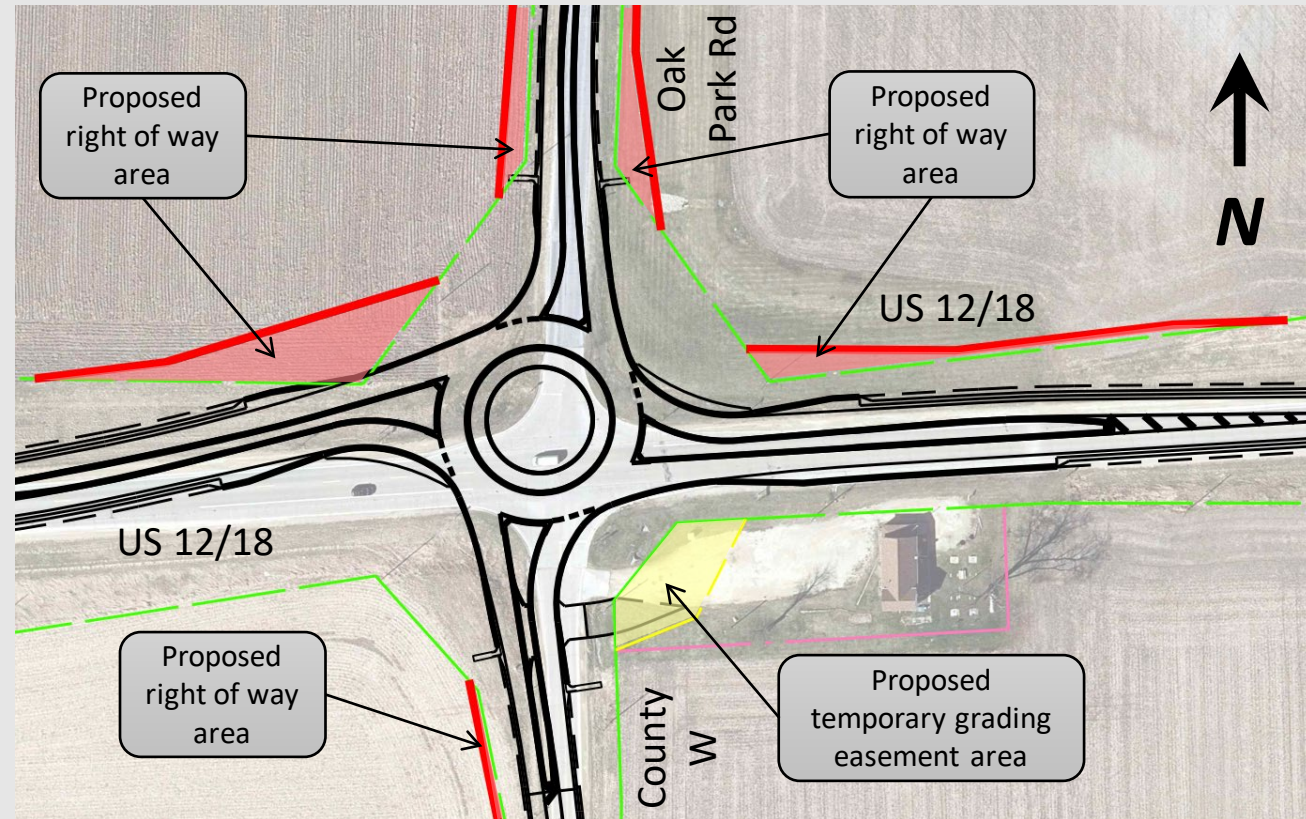 Proposed
right of way
area
Oak
Park Rd
Proposed
right of way
area
N
US 12/18
US 12/18
Proposed
right of way
area
County
W
Proposed
temporary grading
easement area